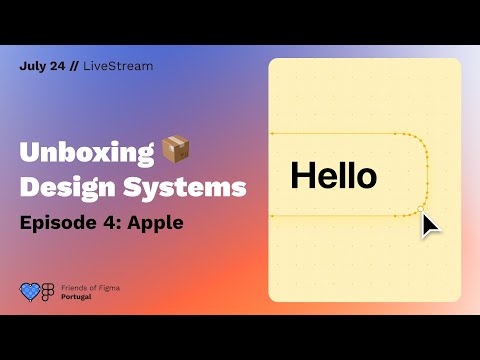 July 24 // LiveStream
Unboxing 📦
Design Systems
Episode 4: Apple
Hello
Friends of Figma
Portugal